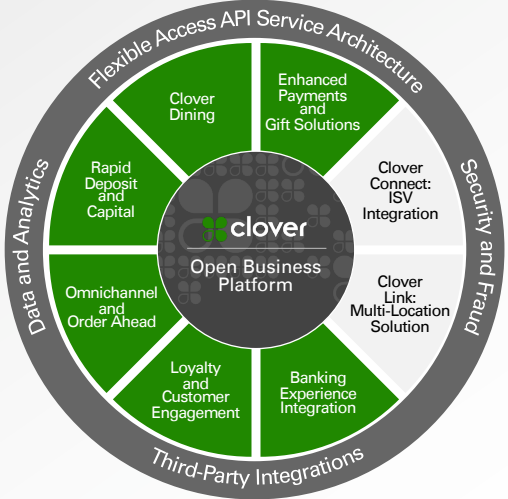 Flexible Access API Service Architecture
Security and Fraud
Third-Party Integrations
Data and Analytics
Enhanced
Payments
and
Gift Solutions
Clover
Connect:
ISV
Integration
Clover
Link:
Multi-Location
Solution
Banking
Experience
Integration
Loyalty
and
Customer
Engagement
Omnichannel
and
Order Ahead
Rapid
Deposit
and
Capital
Clover
Dining
clover
Open Business
Platform